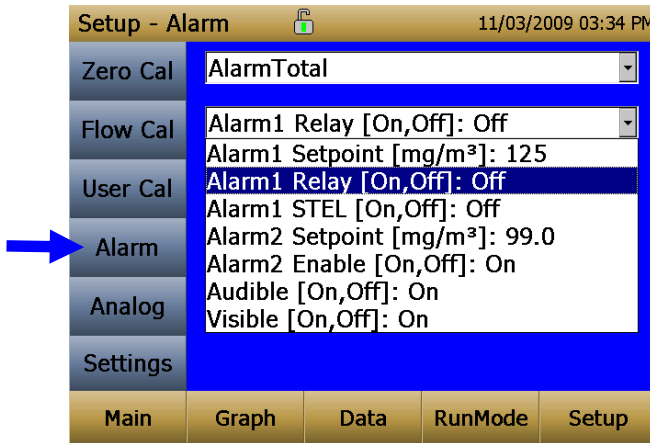 Setup - Alarm 11/03/2009 03:34 PM
Zero Cal
AlarmTotal
Flow Cal
Alarm1 Relay [On,Off]: Off
Alarm1 Setpoint [mg/m³]: 125
User Cal
Alarm1 Relay [On,Off]: Off
Alarm1 STEL [On,Off]: Off
Alarm
Alarm2 Setpoint [mg/m³]: 99.0
Alarm2 Enable [On,Off]: On
Analog
Audible [On,Off]: On
Visible [On,Off]: On
Settings
Main Graph Data RunMode Setup